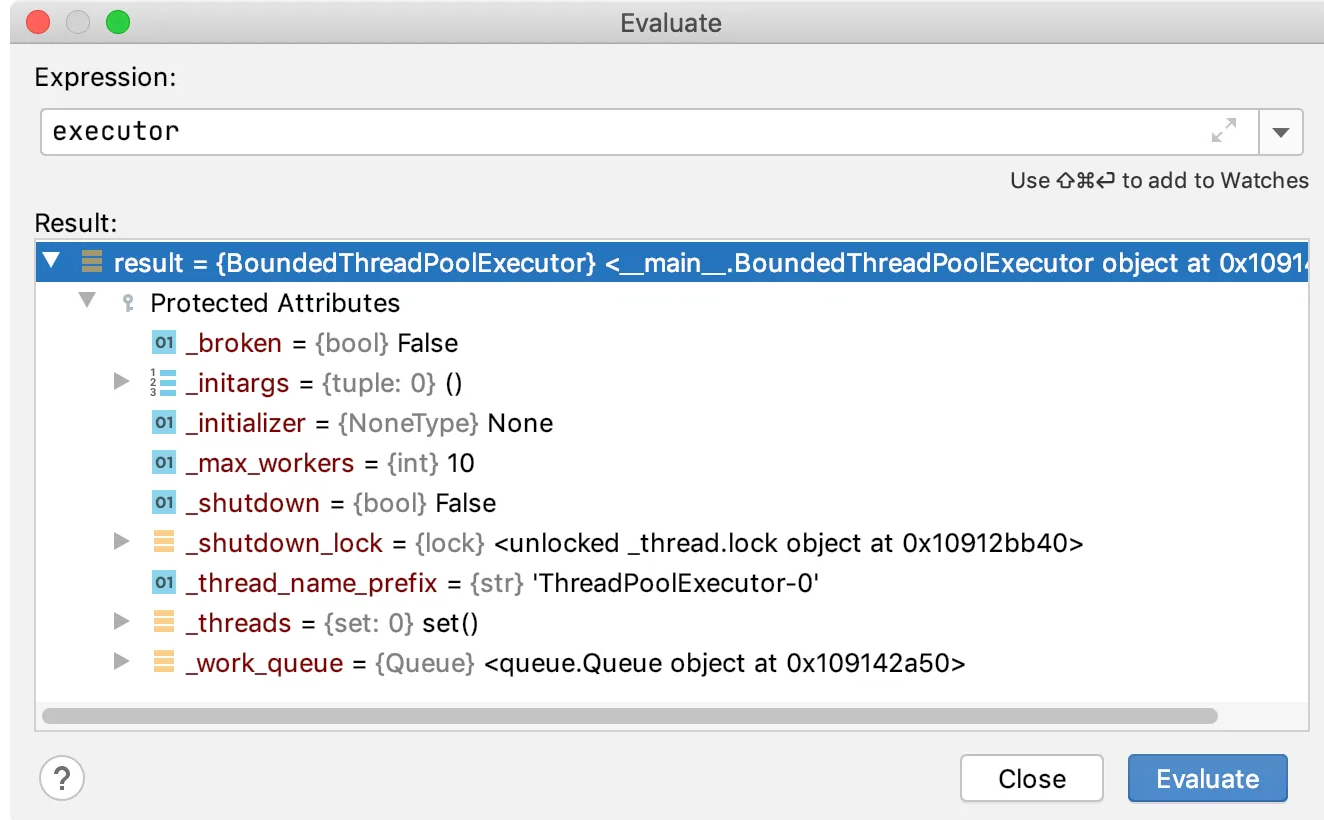 Evaluate
Expression:
executor
Use ⇧⌘↩ to add to Watches
Result:
result = {BoundedThreadPoolExecutor} <__main__.BoundedThreadPoolExecutor object at 0x1091
Protected Attributes
01 _broken = {bool} False
1 2 3 _initargs = {tuple: 0} ()
01 _initializer = {NoneType} None
01 _max_workers = {int} 10
01 _shutdown = {bool} False
_shutdown_lock = {lock} <unlocked _thread.lock object at 0x10912bb40>
01 _thread_name_prefix = {str} 'ThreadPoolExecutor-0'
_threads = {set: 0} set()
_work_queue = {Queue} <queue.Queue object at 0x109142a50>
? Close Evaluate